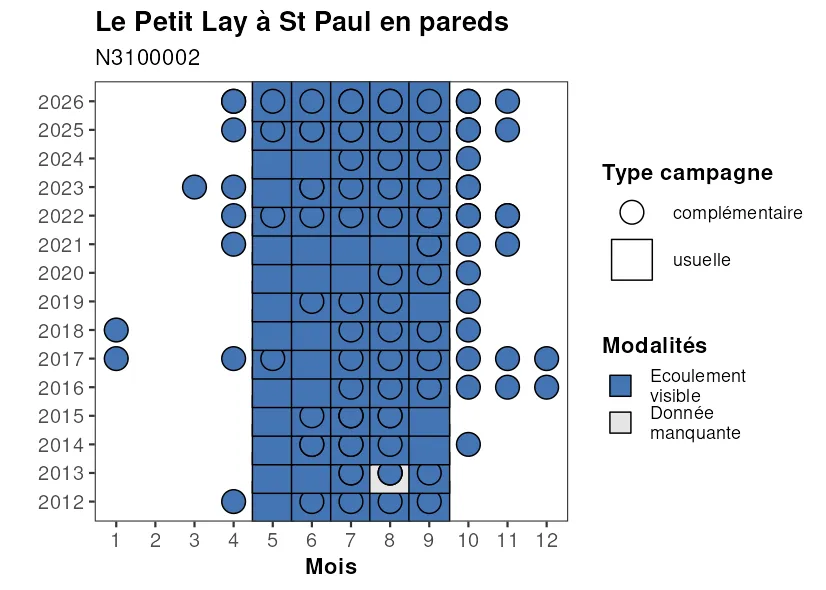 Le Petit Lay à St Paul en pareds
N3100002
2026
2025
2024
2023
2022
2021
2020
2019
2018
2017
2016
2015
2014
2013
2012
1 2 3 4 5 6 7 8 9 10 11 12
Mois
Type campagne
complémentaire
usuelle
Modalités
Ecoulement
visible
Donnée
manquante